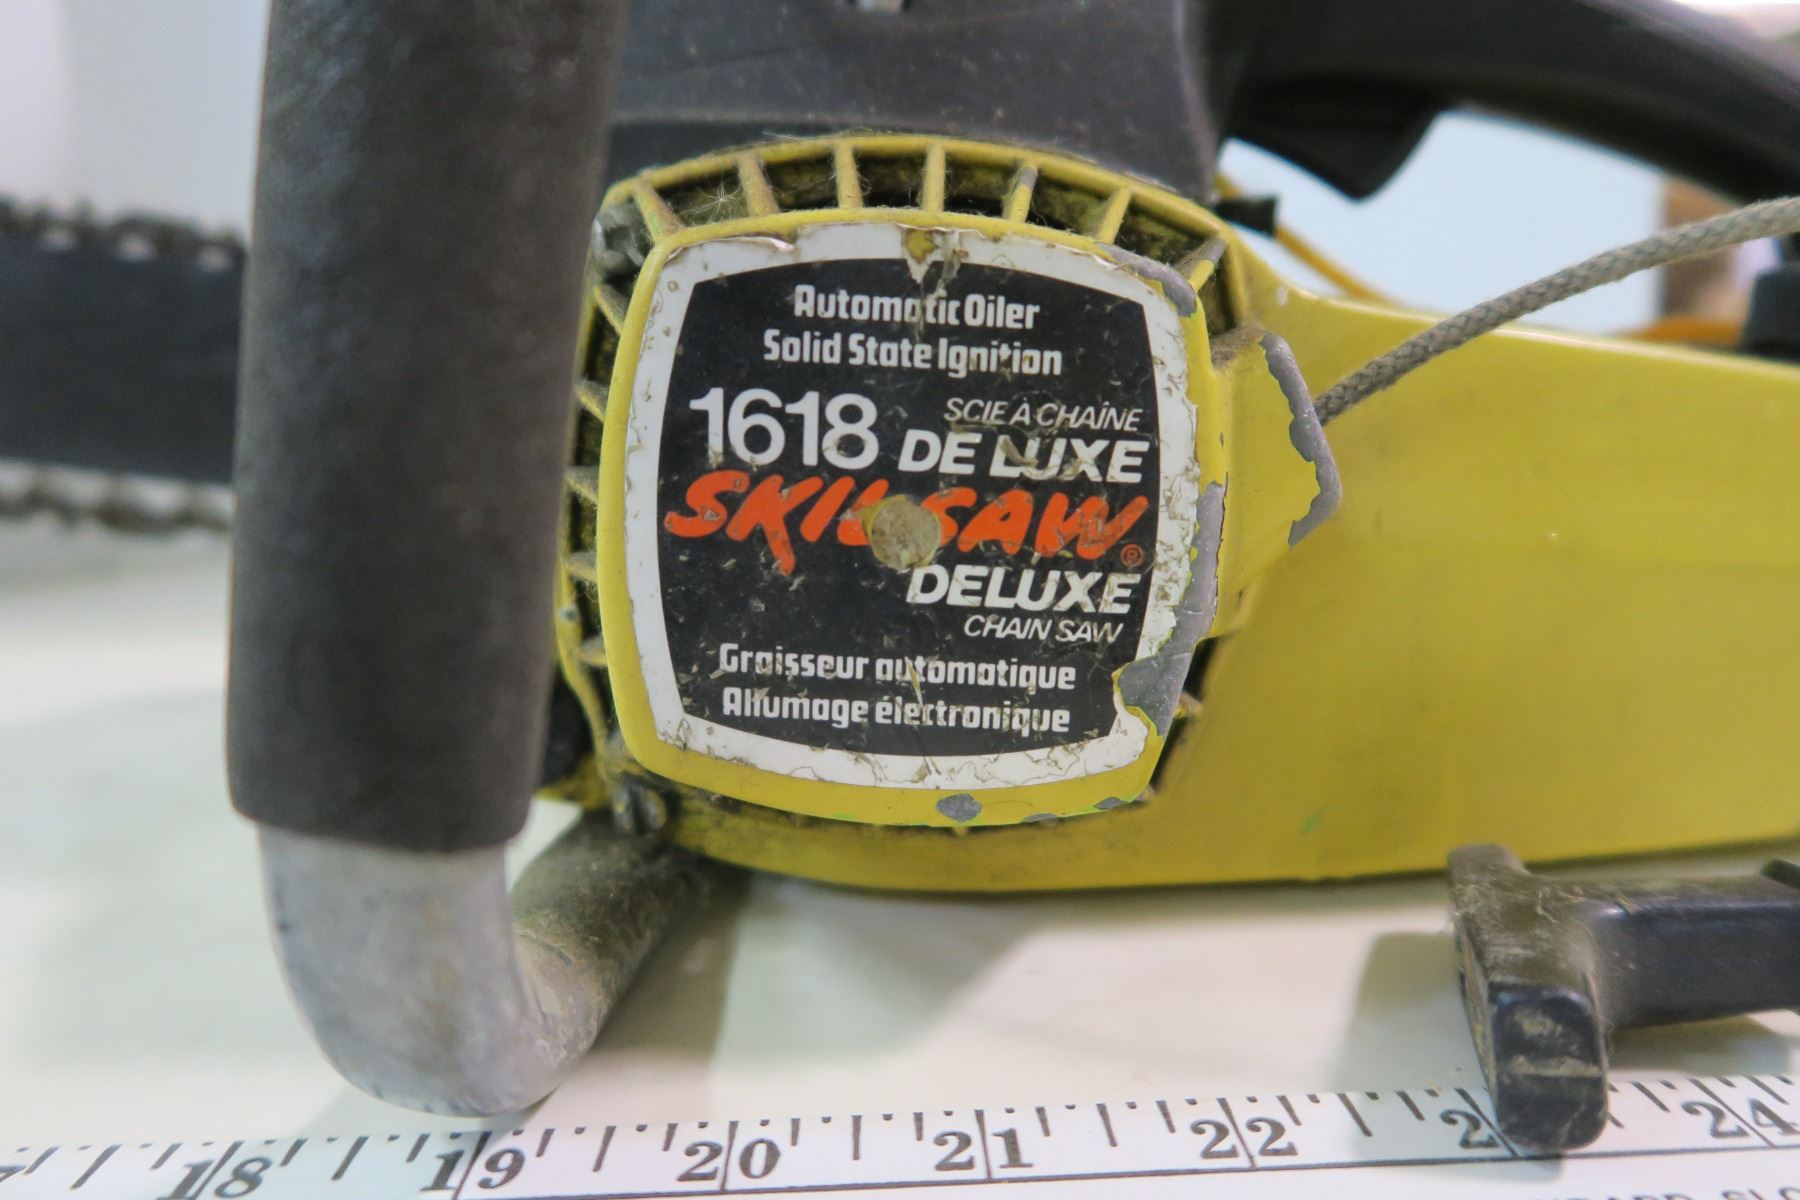 Automatic Oiler
Solid State Ignition
1618 SCIE À CHAÎNE
DE LUXE
SKILSAW®
DELUXE
CHAIN SAW
Graisseur automatique
Allumage électronique
18 19 20 21 22 2 24